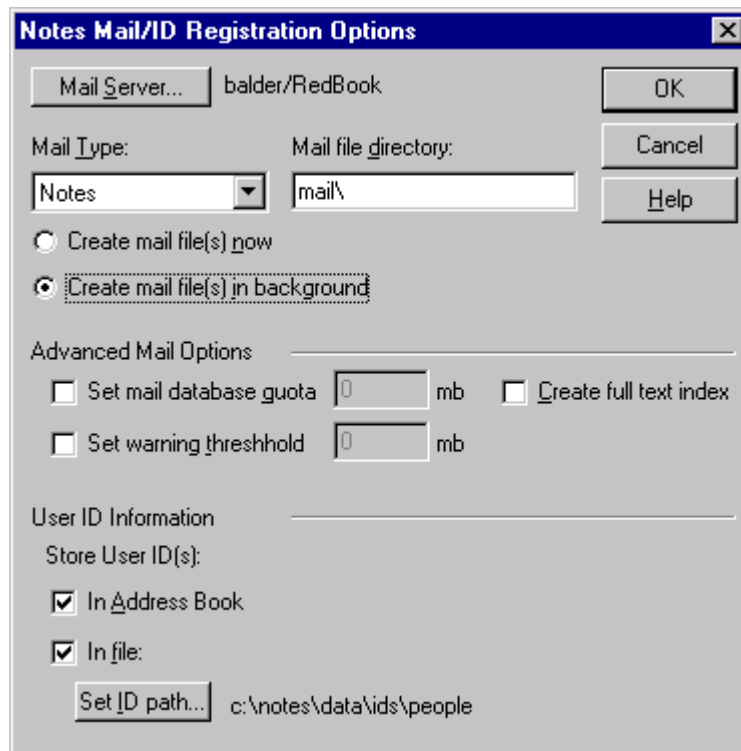 Notes Mail/ID Registration Options
Mail Server... balder/RedBook OK
Mail Type: Mail file directory: Cancel
Notes mail\ Help
Create mail file(s) now
Create mail file(s) in background
Advanced Mail Options
Set mail database quota 0 mb Create full text index
Set warning threshhold 0 mb
User ID Information
Store User ID(s):
In Address Book
In file:
Set ID path... c:\notes\data\ids\people